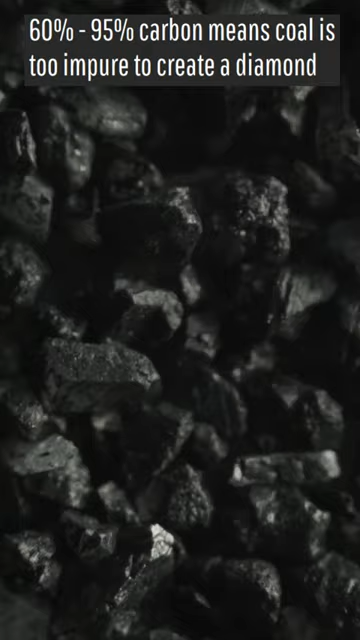 60% - 95% carbon means coal is
too impure to create a diamond